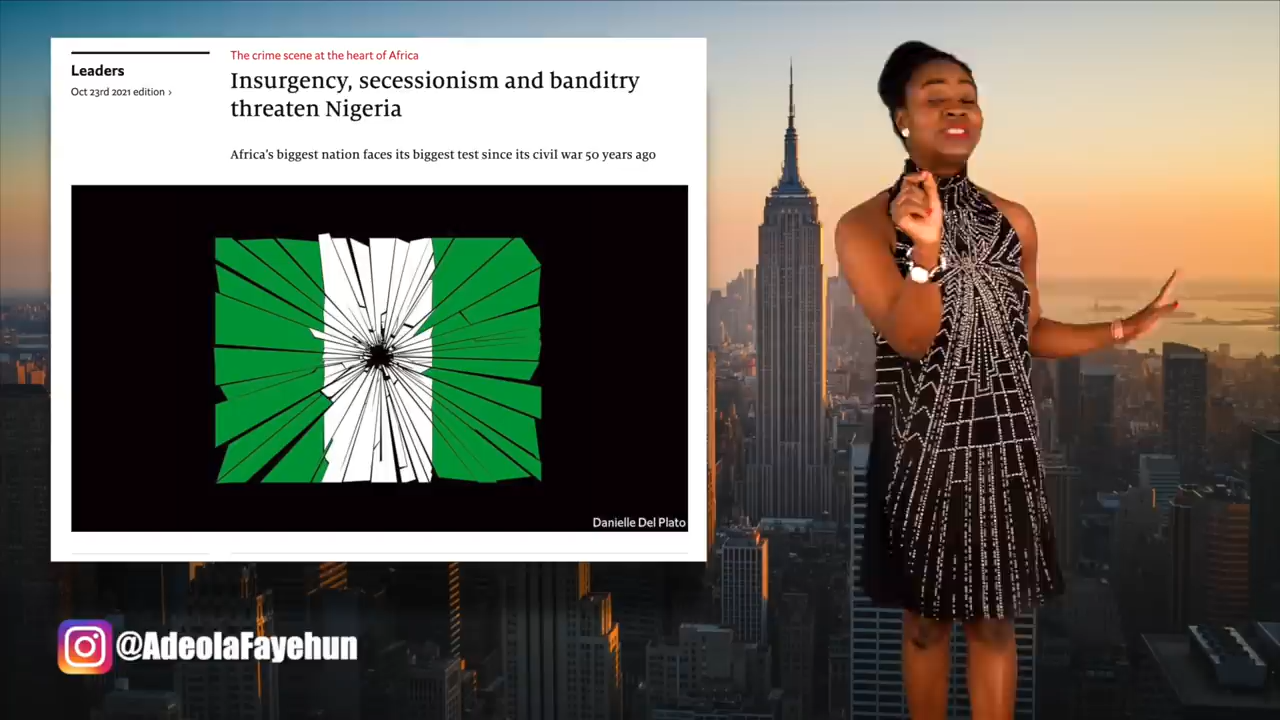 Leaders
Oct 23rd 2021 edition ›
The crime scene at the heart of Africa
Insurgency, secessionism and banditry
threaten Nigeria
Africa's biggest nation faces its biggest test since its civil war 50 years ago
Danielle Del Plato
@AdeolaFayehun